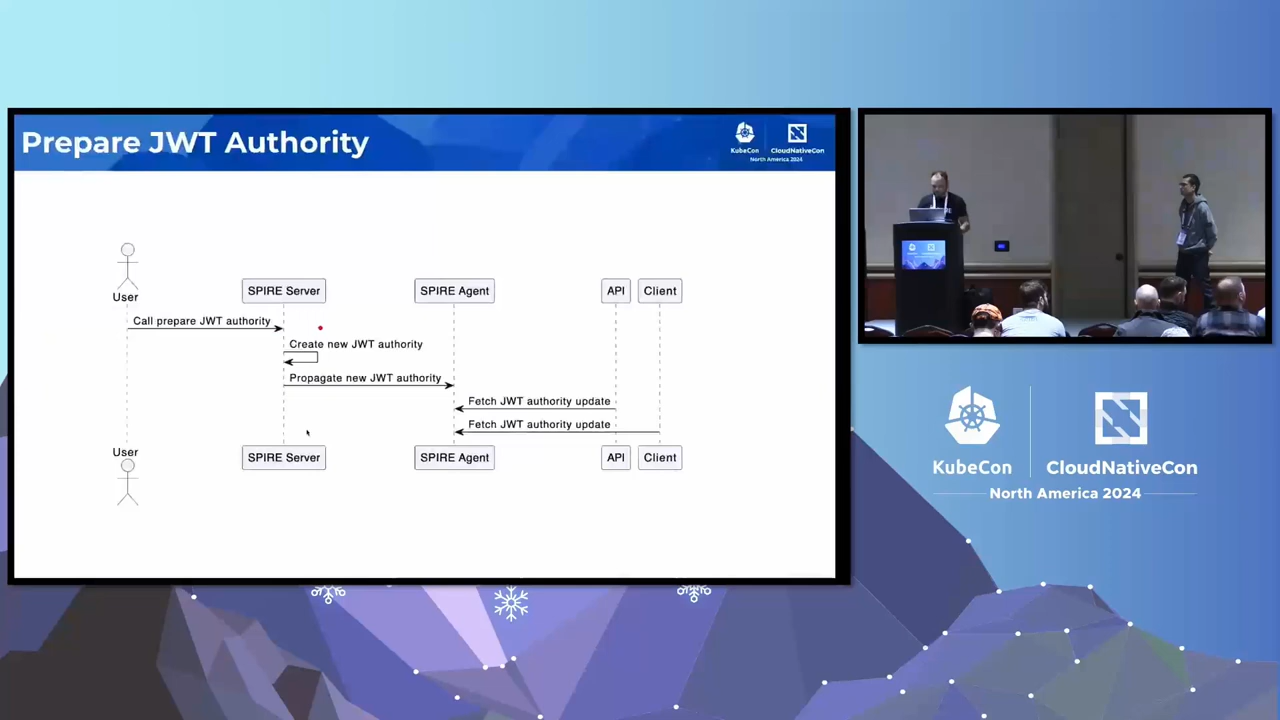 Prepare JWT Authority
KubeCon
CloudNativeCon
North America 2024
User
SPIRE Server
SPIRE Agent
API
Client
Call prepare JWT authority
Create new JWT authority
Propagate new JWT authority
Fetch JWT authority update
Fetch JWT authority update
User
SPIRE Server
SPIRE Agent
API
Client
KubeCon
CloudNativeCon
North America 2024